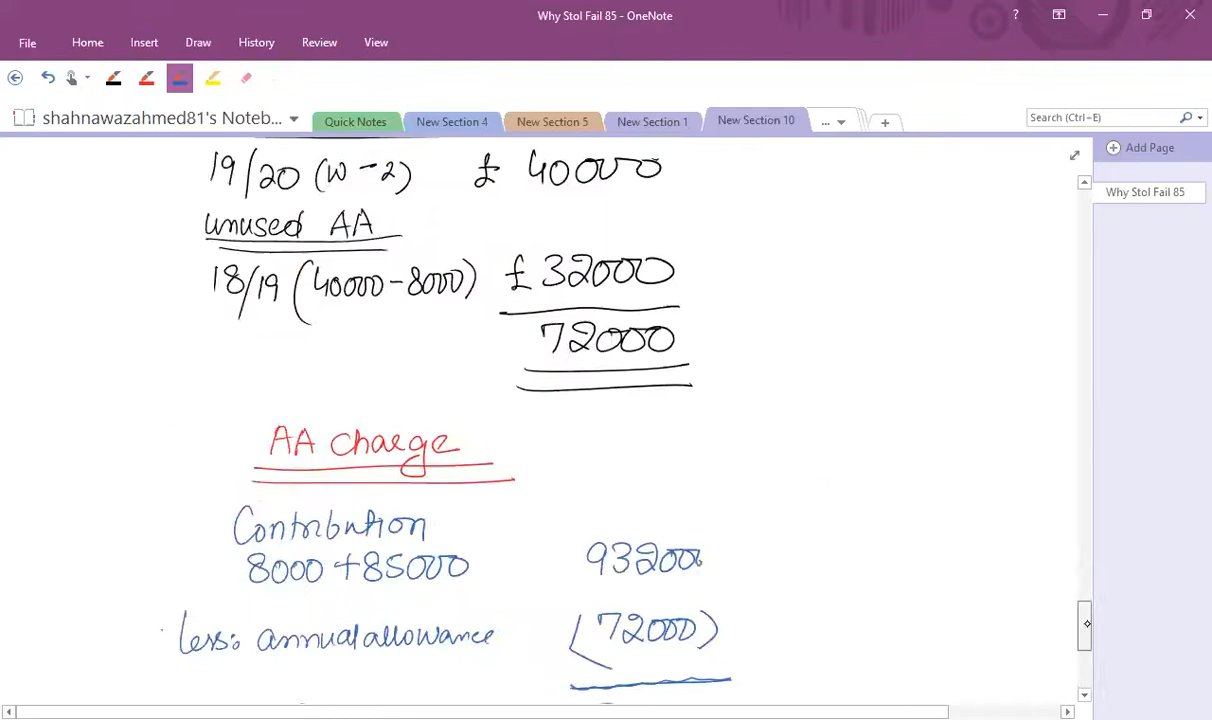 Why Stol Fail 85 - OneNote
?
File Home Insert Draw History Review View
shahnawazahmed81's Noteb... Quick Notes New Section 4 New Section 5 New Section 1 New Section 10 ... + Search (Ctrl+E)
Add Page
Why Stol Fail 85
19/20 (W-2) £ 40000
unused AA
18/19 (40000-8000) £32000
72000
AA charge
Contribution
8000+85000 932000
less: annual allowance (72000)